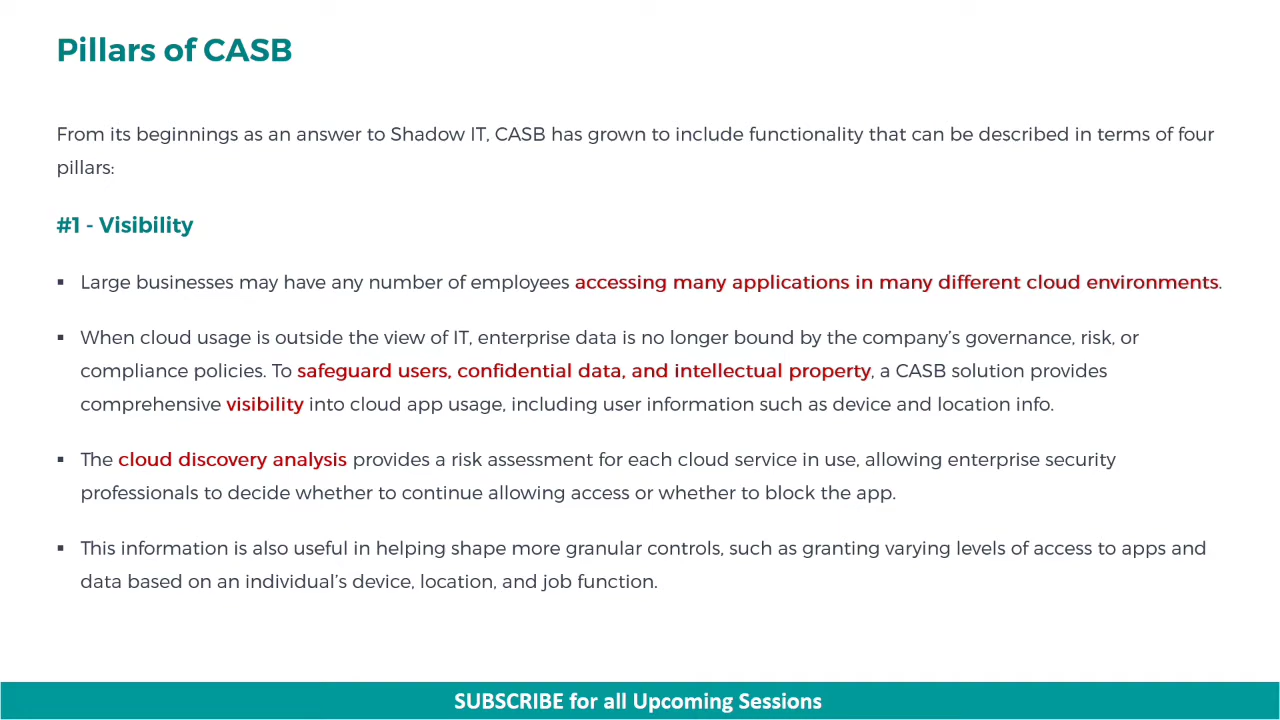 Pillars of CASB
From its beginnings as an answer to Shadow IT, CASB has grown to include functionality that can be described in terms of four
pillars:
#1 - Visibility
▪ Large businesses may have any number of employees accessing many applications in many different cloud environments.
▪ When cloud usage is outside the view of IT, enterprise data is no longer bound by the company’s governance, risk, or
compliance policies. To safeguard users, confidential data, and intellectual property, a CASB solution provides
comprehensive visibility into cloud app usage, including user information such as device and location info.
▪ The cloud discovery analysis provides a risk assessment for each cloud service in use, allowing enterprise security
professionals to decide whether to continue allowing access or whether to block the app.
▪ This information is also useful in helping shape more granular controls, such as granting varying levels of access to apps and
data based on an individual’s device, location, and job function.
SUBSCRIBE for all Upcoming Sessions